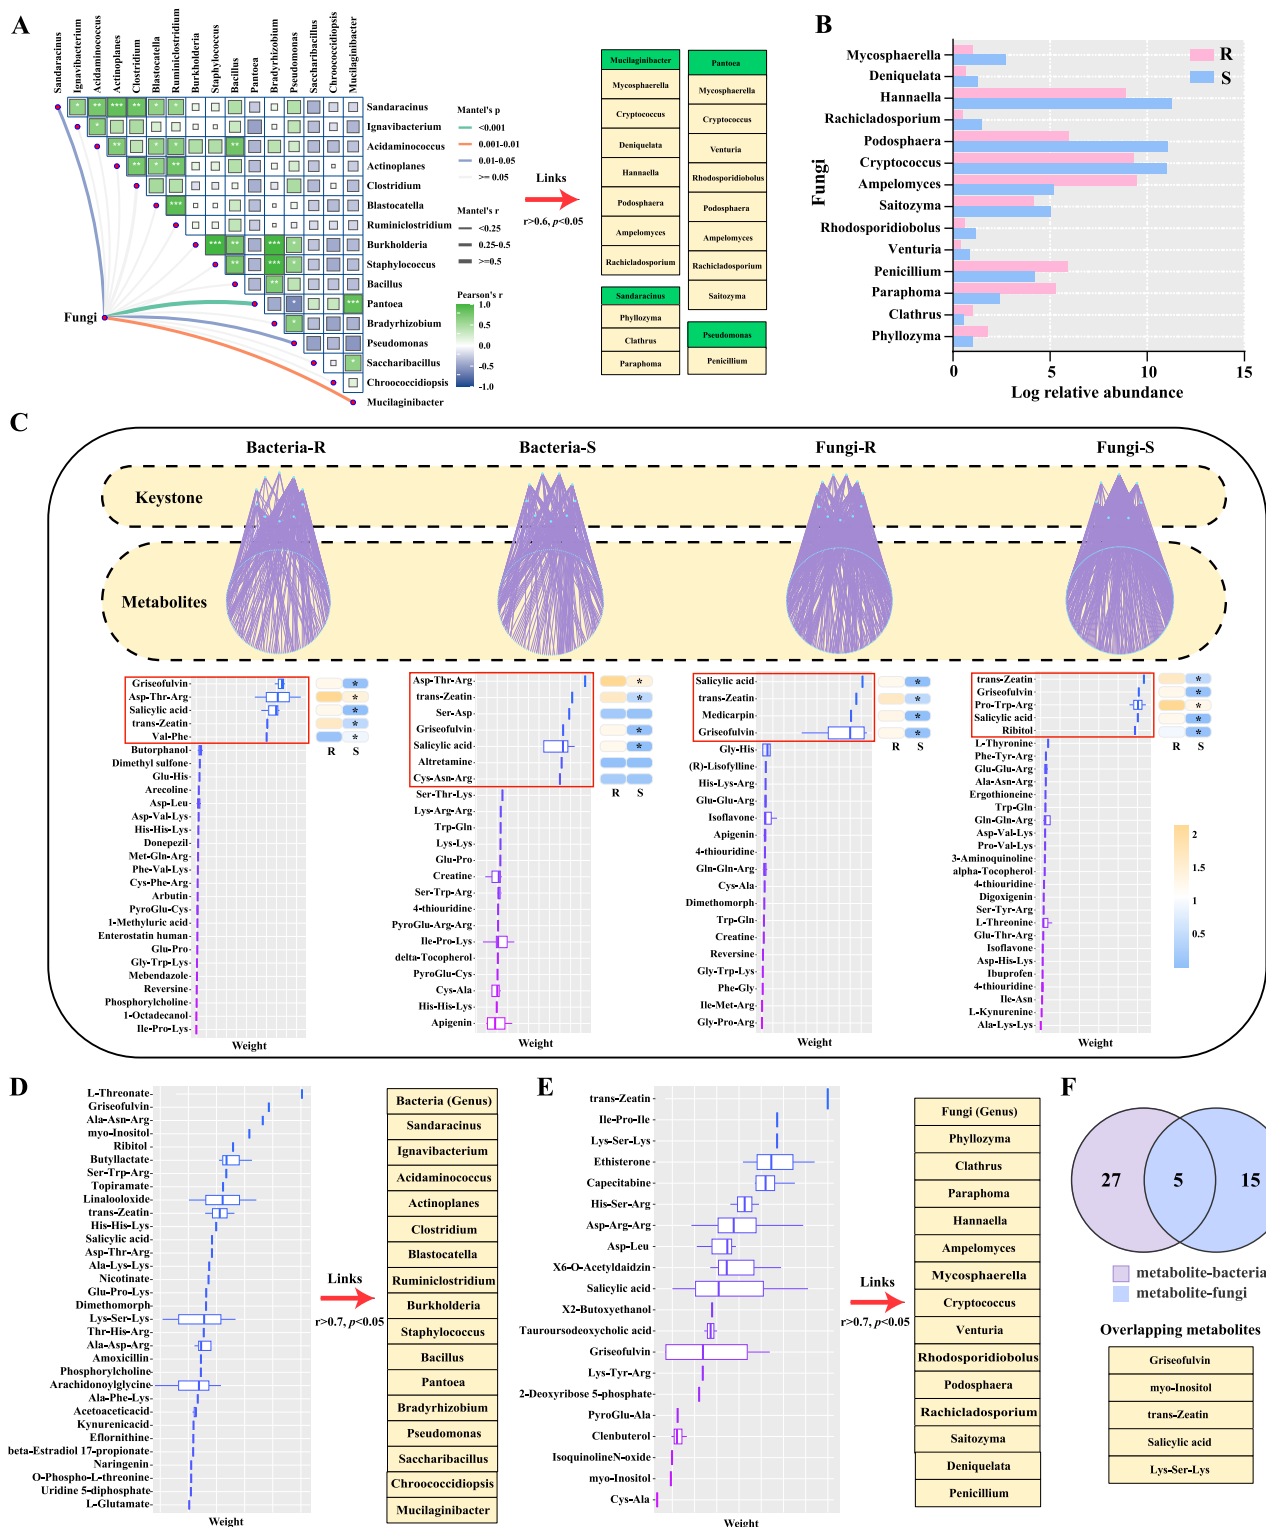 A
Sandaracinus
Ignavibacterium
Acidaminococcus
Actinoplanes
Clostridium
Blastocatella
Ruminiclostridium
Burkholderia
Staphylococcus
Bacillus
Pantoea
Bradyrhizobium
Pseudomonas
Saccharibacillus
Chroococcidiopsis
Mucilaginibacter
Sandaracinus
Ignavibacterium
Acidaminococcus
Actinoplanes
Clostridium
Blastocatella
Ruminiclostridium
Burkholderia
Staphylococcus
Bacillus
Pantoea
Bradyrhizobium
Pseudomonas
Saccharibacillus
Chroococcidiopsis
Mucilaginibacter
Fungi
Mantel's p
<0.001
0.001-0.01
0.01-0.05
>= 0.05
Mantel's r
<0.25
0.25-0.5
>=0.5
Pearson's r
1.0
0.5
0.0
-0.5
-1.0
Links
r>0.6, p<0.05
Mucilaginibacter
Mycosphaerella
Cryptococcus
Deniquelata
Hannaella
Podosphaera
Ampelomyces
Rachicladosporium
Sandaracinus
Phyllozyma
Clathrus
Paraphoma
Pantoea
Mycosphaerella
Cryptococcus
Venturia
Rhodosporidiobolus
Podosphaera
Ampelomyces
Rachicladosporium
Saitozyma
Pseudomonas
Penicillium
B
Fungi
Mycosphaerella
Deniquelata
Hannaella
Rachicladosporium
Podosphaera
Cryptococcus
Ampelomyces
Saitozyma
Rhodosporidiobolus
Venturia
Penicillium
Paraphoma
Clathrus
Phyllozyma
R
S
0 5 10 15
Log relative abundance
C
Bacteria-R
Bacteria-S
Fungi-R
Fungi-S
Keystone
Metabolites
Griseofulvin
Asp-Thr-Arg
Salicylic acid
trans-Zeatin
Val-Phe
Butorphanol
Dimethyl sulfone
Glu-His
Arecoline
Asp-Leu
Asp-Val-Lys
His-His-Lys
Donepezil
Met-Gln-Arg
Phe-Val-Lys
Cys-Phe-Arg
Arbutin
PyroGlu-Cys
1-Methyluric acid
Enterostatin human
Glu-Pro
Gly-Trp-Lys
Mebendazole
Reversine
Phosphorylcholine
1-Octadecanol
Ile-Pro-Lys
Weight
R S
Asp-Thr-Arg
trans-Zeatin
Ser-Asp
Griseofulvin
Salicylic acid
Altretamine
Cys-Asn-Arg
Ser-Thr-Lys
Lys-Arg-Arg
Trp-Gln
Lys-Lys
Glu-Pro
Creatine
Ser-Trp-Arg
4-thiouridine
PyroGlu-Arg-Arg
Ile-Pro-Lys
delta-Tocopherol
PyroGlu-Cys
Cys-Ala
His-His-Lys
Apigenin
Weight
R S
Salicylic acid
trans-Zeatin
Medicarpin
Griseofulvin
Gly-His
(R)-Lisofylline
His-Lys-Arg
Glu-Glu-Arg
Isoflavone
Apigenin
4-thiouridine
Gln-Gln-Arg
Cys-Ala
Dimethomorph
Trp-Gln
Creatine
Reversine
Gly-Trp-Lys
Phe-Gly
Ile-Met-Arg
Gly-Pro-Arg
Weight
R S
trans-Zeatin
Griseofulvin
Pro-Trp-Arg
Salicylic acid
Ribitol
L-Thyronine
Phe-Tyr-Arg
Glu-Glu-Arg
Ala-Asn-Arg
Ergothioneine
Trp-Gln
Gln-Gln-Arg
Asp-Val-Lys
Pro-Val-Lys
3-Aminoquinoline
alpha-Tocopherol
4-thiouridine
Digoxigenin
Ser-Tyr-Arg
L-Threonine
Glu-Thr-Arg
Isoflavone
Asp-His-Lys
Ibuprofen
4-thiouridine
Ile-Asn
L-Kynurenine
Ala-Lys-Lys
Weight
R S
2
1.5
1
0.5
D
L-Threonate
Griseofulvin
Ala-Asn-Arg
myo-Inositol
Ribitol
Butyllactate
Ser-Trp-Arg
Topiramate
Linalooloxide
trans-Zeatin
His-His-Lys
Salicylic acid
Asp-Thr-Arg
Ala-Lys-Lys
Nicotinate
Glu-Pro-Lys
Dimethomorph
Lys-Ser-Lys
Thr-His-Arg
Ala-Asp-Arg
Amoxicillin
Phosphorylcholine
Arachidonoylglycine
Ala-Phe-Lys
Acetoaceticacid
Kynurenicacid
Eflornithine
beta-Estradiol 17-propionate
Naringenin
O-Phospho-L-threonine
Uridine 5-diphosphate
L-Glutamate
Weight
Links
r>0.7, p<0.05
Bacteria (Genus)
Sandaracinus
Ignavibacterium
Acidaminococcus
Actinoplanes
Clostridium
Blastocatella
Ruminiclostridium
Burkholderia
Staphylococcus
Bacillus
Pantoea
Bradyrhizobium
Pseudomonas
Saccharibacillus
Chroococcidiopsis
Mucilaginibacter
E
trans-Zeatin
Ile-Pro-Ile
Lys-Ser-Lys
Ethisterone
Capecitabine
His-Ser-Arg
Asp-Arg-Arg
Asp-Leu
X6-O-Acetyldaidzin
Salicylic acid
X2-Butoxyethanol
Tauroursodeoxycholic acid
Griseofulvin
Lys-Tyr-Arg
2-Deoxyribose 5-phosphate
PyroGlu-Ala
Clenbuterol
IsoquinolineN-oxide
myo-Inositol
Cys-Ala
Weight
Links
r>0.7, p<0.05
Fungi (Genus)
Phyllozyma
Clathrus
Paraphoma
Hannaella
Ampelomyces
Mycosphaerella
Cryptococcus
Venturia
Rhodosporidiobolus
Podosphaera
Rachicladosporium
Saitozyma
Deniquelata
Penicillium
F
27 5 15
metabolite-bacteria
metabolite-fungi
Overlapping metabolites
Griseofulvin
myo-Inositol
trans-Zeatin
Salicylic acid
Lys-Ser-Lys